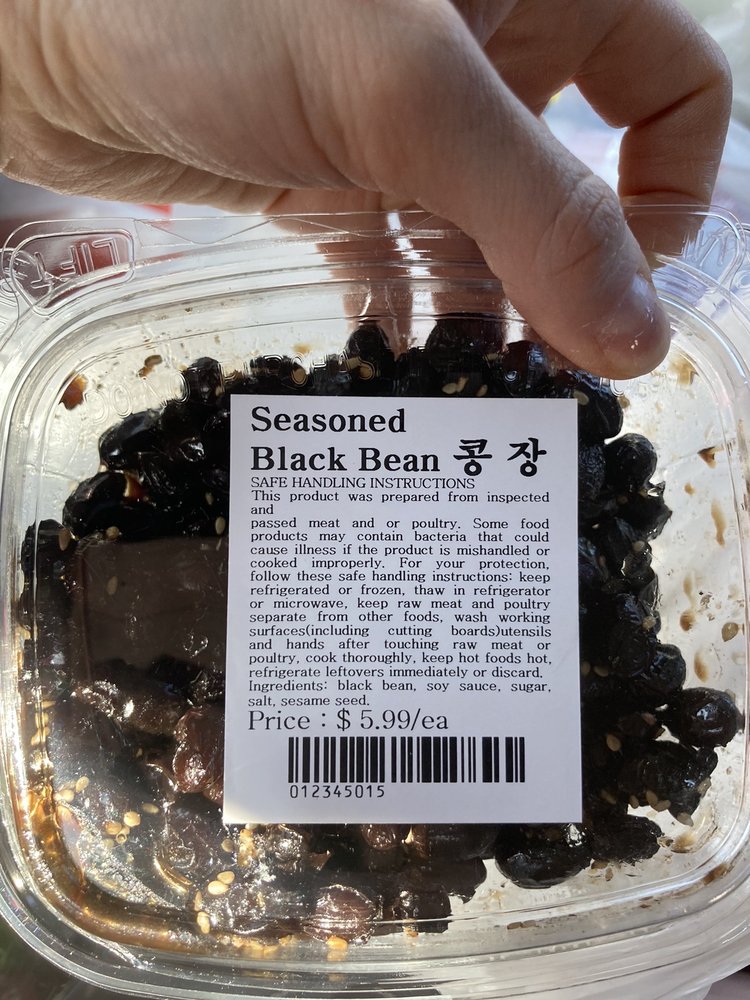 LIFT
Seasoned
Black Bean 콩 장
SAFE HANDLING INSTRUCTIONS
This product was prepared from inspected
and
passed meat and or poultry. Some food
products may contain bacteria that could
cause illness if the product is mishandled or
cooked improperly. For your protection,
follow these safe handling instructions: keep
refrigerated or frozen, thaw in refrigerator
or microwave, keep raw meat and poultry
separate from other foods, wash working
surfaces(including cutting boards)utensils
and hands after touching raw meat or
poultry, cook thoroughly, keep hot foods hot,
refrigerate leftovers immediately or discard.
Ingredients: black bean, soy sauce, sugar,
salt, sesame seed.
Price : $ 5.99/ea
012345015